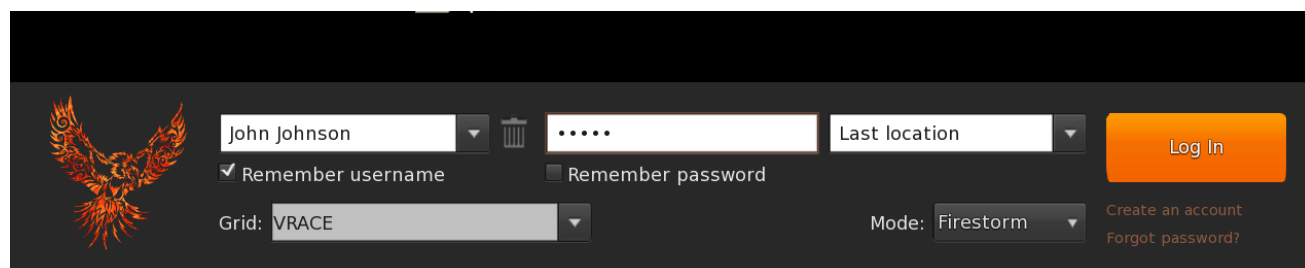 John Johnson ••••• Last location Log In
Remember username Remember password
Grid: VRACE Mode: Firestorm Create an account
Forgot password?